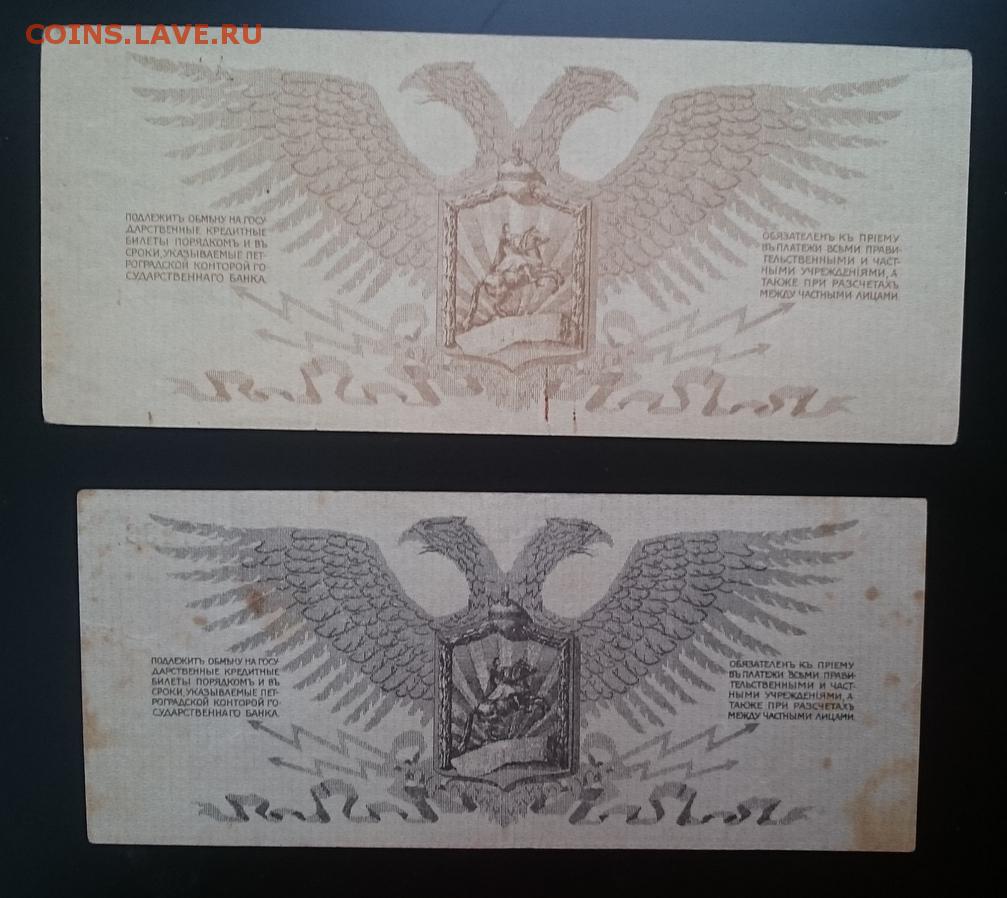 COINS.LAVE.RU
ПОДЛЕЖИТЪ ОБМѢНУ НА ГОСУ-
ДАРСТВЕННЫЕ КРЕДИТНЫЕ
БИЛЕТЫ ПОРЯДКОМЪ И ВЪ
СРОКИ, УКАЗЫВАЕМЫЕ ПЕТ-
РОГРАДСКОЙ КОНТОРОЙ ГО-
СУДАРСТВЕННАГО БАНКА.
ОБЯЗАТЕЛЕНЪ КЪ ПРІЕМУ
ВЪ ПЛАТЕЖИ ВСѢМИ ПРАВИ-
ТЕЛЬСТВЕННЫМИ И ЧАСТ-
НЫМИ УЧРЕЖДЕНІЯМИ, А
ТАКЖЕ ПРИ РАЗСЧЕТАХЪ
МЕЖДУ ЧАСТНЫМИ ЛИЦАМИ.
ПОДЛЕЖИТЪ ОБМѢНУ НА ГОСУ-
ДАРСТВЕННЫЕ КРЕДИТНЫЕ
БИЛЕТЫ ПОРЯДКОМЪ И ВЪ
СРОКИ, УКАЗЫВАЕМЫЕ ПЕТ-
РОГРАДСКОЙ КОНТОРОЙ ГО-
СУДАРСТВЕННАГО БАНКА.
ОБЯЗАТЕЛЕНЪ КЪ ПРІЕМУ
ВЪ ПЛАТЕЖИ ВСѢМИ ПРАВИ-
ТЕЛЬСТВЕННЫМИ И ЧАСТ-
НЫМИ УЧРЕЖДЕНІЯМИ, А
ТАКЖЕ ПРИ РАЗСЧЕТАХЪ
МЕЖДУ ЧАСТНЫМИ ЛИЦАМИ.